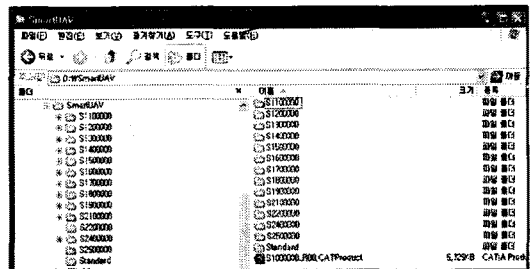 SmartUAV
파일(F) 편집(E) 보기(V) 즐겨찾기(A) 도구(T) 도움말(H)
뒤로 검색 폴더
D:\SmartUAV 이동
폴더
SmartUAV
S1100000
S1200000
S1300000
S1400000
S1500000
S1600000
S1700000
S1800000
S1900000
S2100000
S2200000
S2400000
S2500000
Standard
이름 크기 종류
S1100000 파일 폴더
S1200000 파일 폴더
S1300000 파일 폴더
S1400000 파일 폴더
S1500000 파일 폴더
S1600000 파일 폴더
S1700000 파일 폴더
S1800000 파일 폴더
S1900000 파일 폴더
S2100000 파일 폴더
S2200000 파일 폴더
S2400000 파일 폴더
S2500000 파일 폴더
Standard 파일 폴더
S1000000_R00.CATProduct 5,329KB CATIA Prod